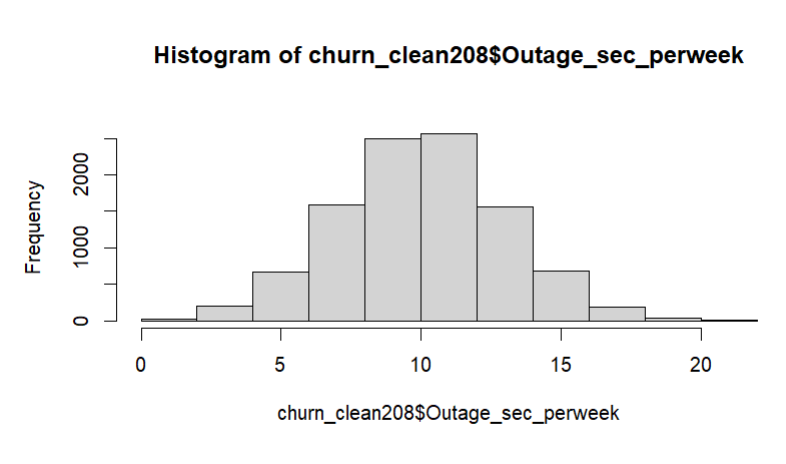 Histogram of churn_clean208$Outage_sec_perweek
Frequency
2000
1000
0
0 5 10 15 20
churn_clean208$Outage_sec_perweek